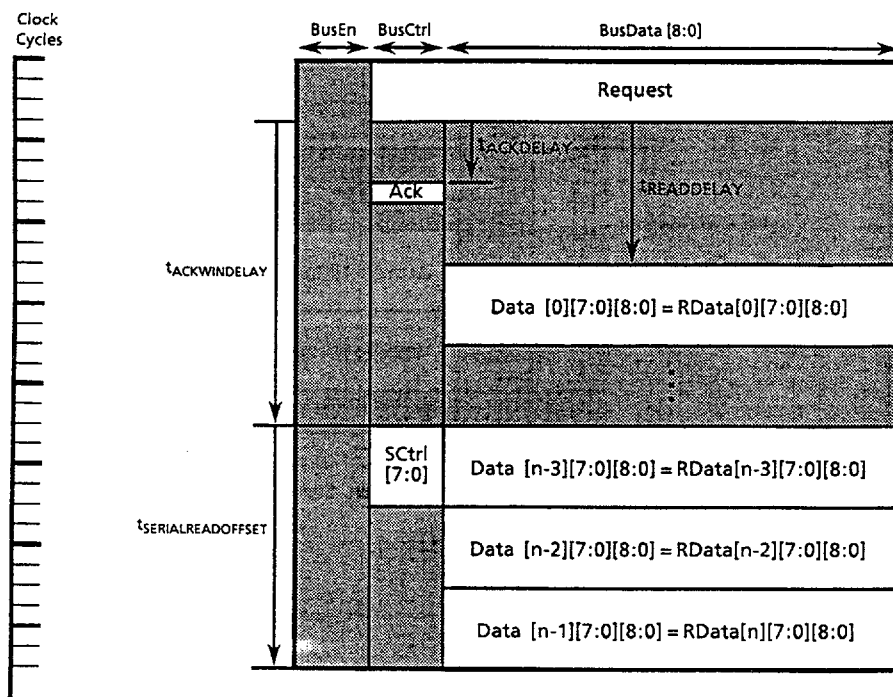 Clock
Cycles
BusEn BusCtrl BusData [8:0]
Request
tACKDELAY
Ack
tREADDELAY
tACKWINDELAY
Data [0][7:0][8:0] = RData[0][7:0][8:0]
SCtrl
[7:0]
Data [n-3][7:0][8:0] = RData[n-3][7:0][8:0]
tSERIALREADOFFSET
Data [n-2][7:0][8:0] = RData[n-2][7:0][8:0]
Data [n-1][7:0][8:0] = RData[n][7:0][8:0]